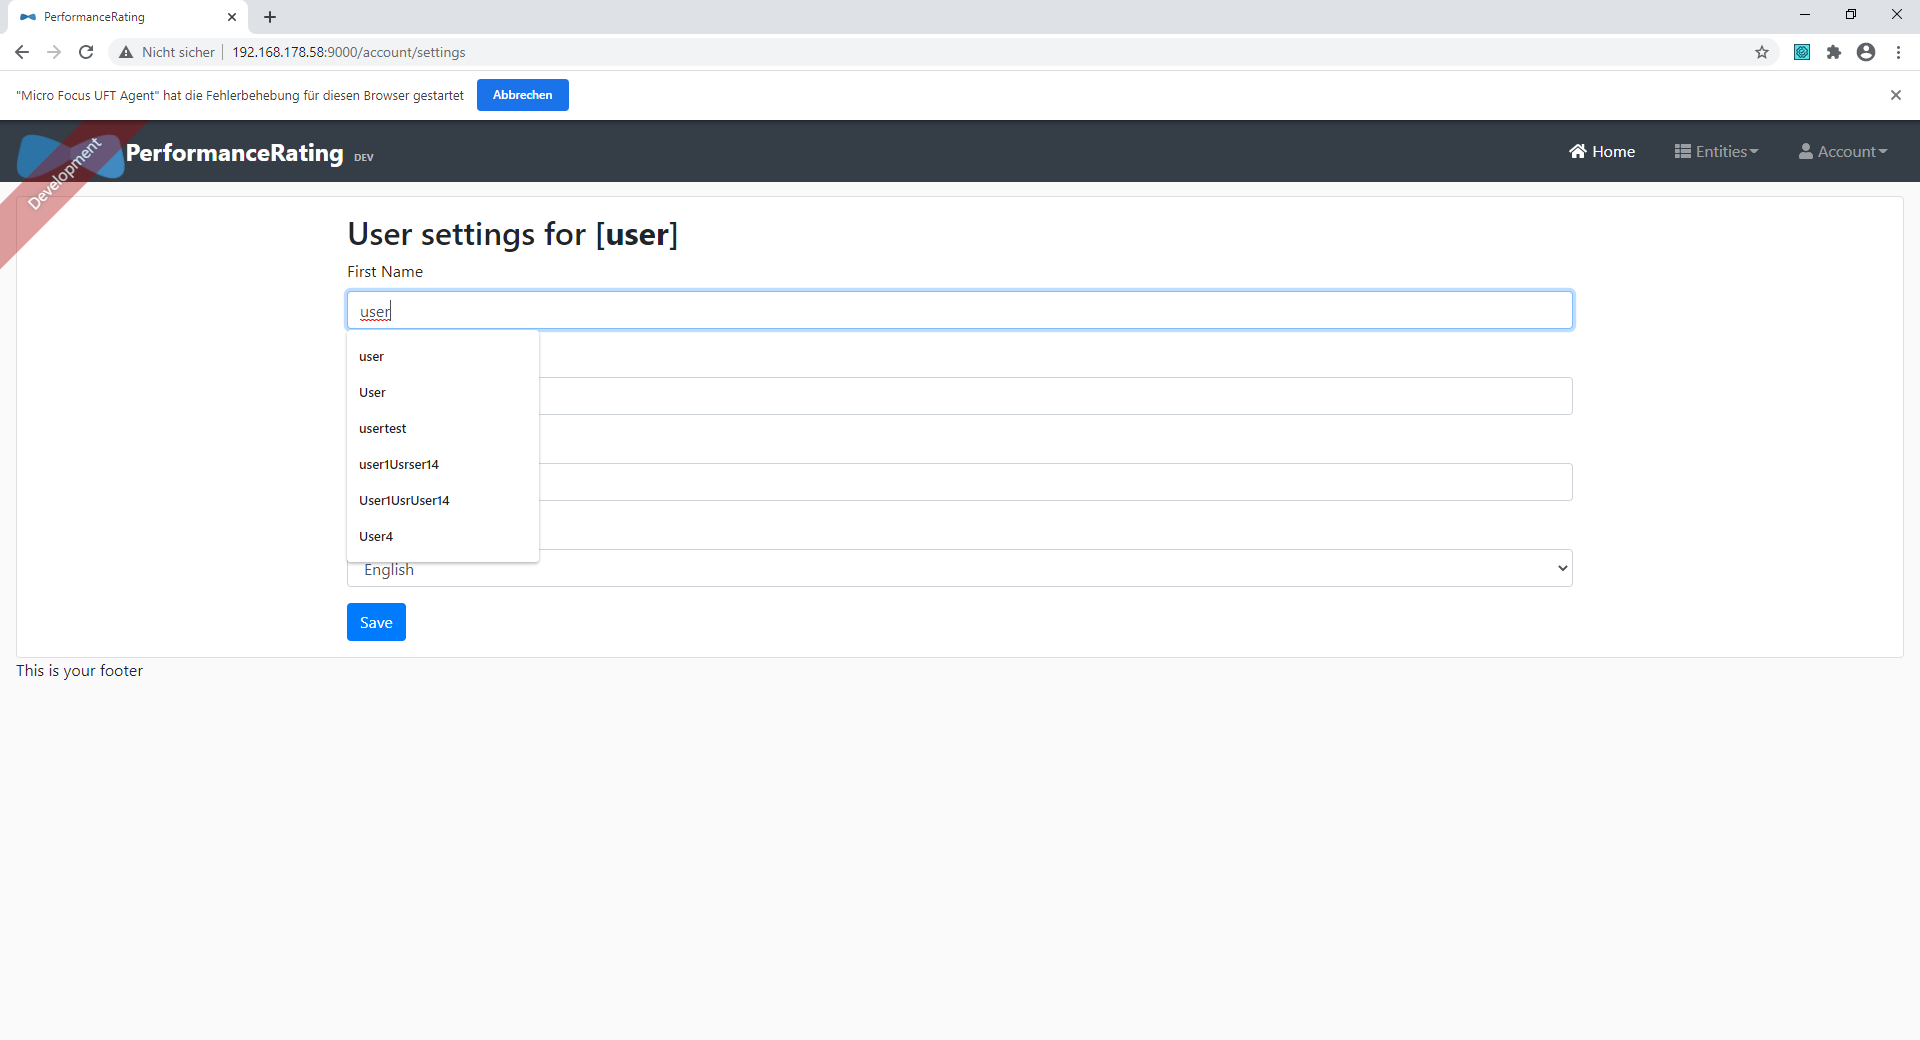 PerformanceRating
Nicht sicher
192.168.178.58:9000/account/settings
"Micro Focus UFT Agent" hat die Fehlerbehebung für diesen Browser gestartet
Abbrechen
Development
PerformanceRating DEV
Home
Entities
Account
User settings for [user]
First Name
user
user
User
usertest
user1Usrser14
User1UsrUser14
User4
English
Save
This is your footer